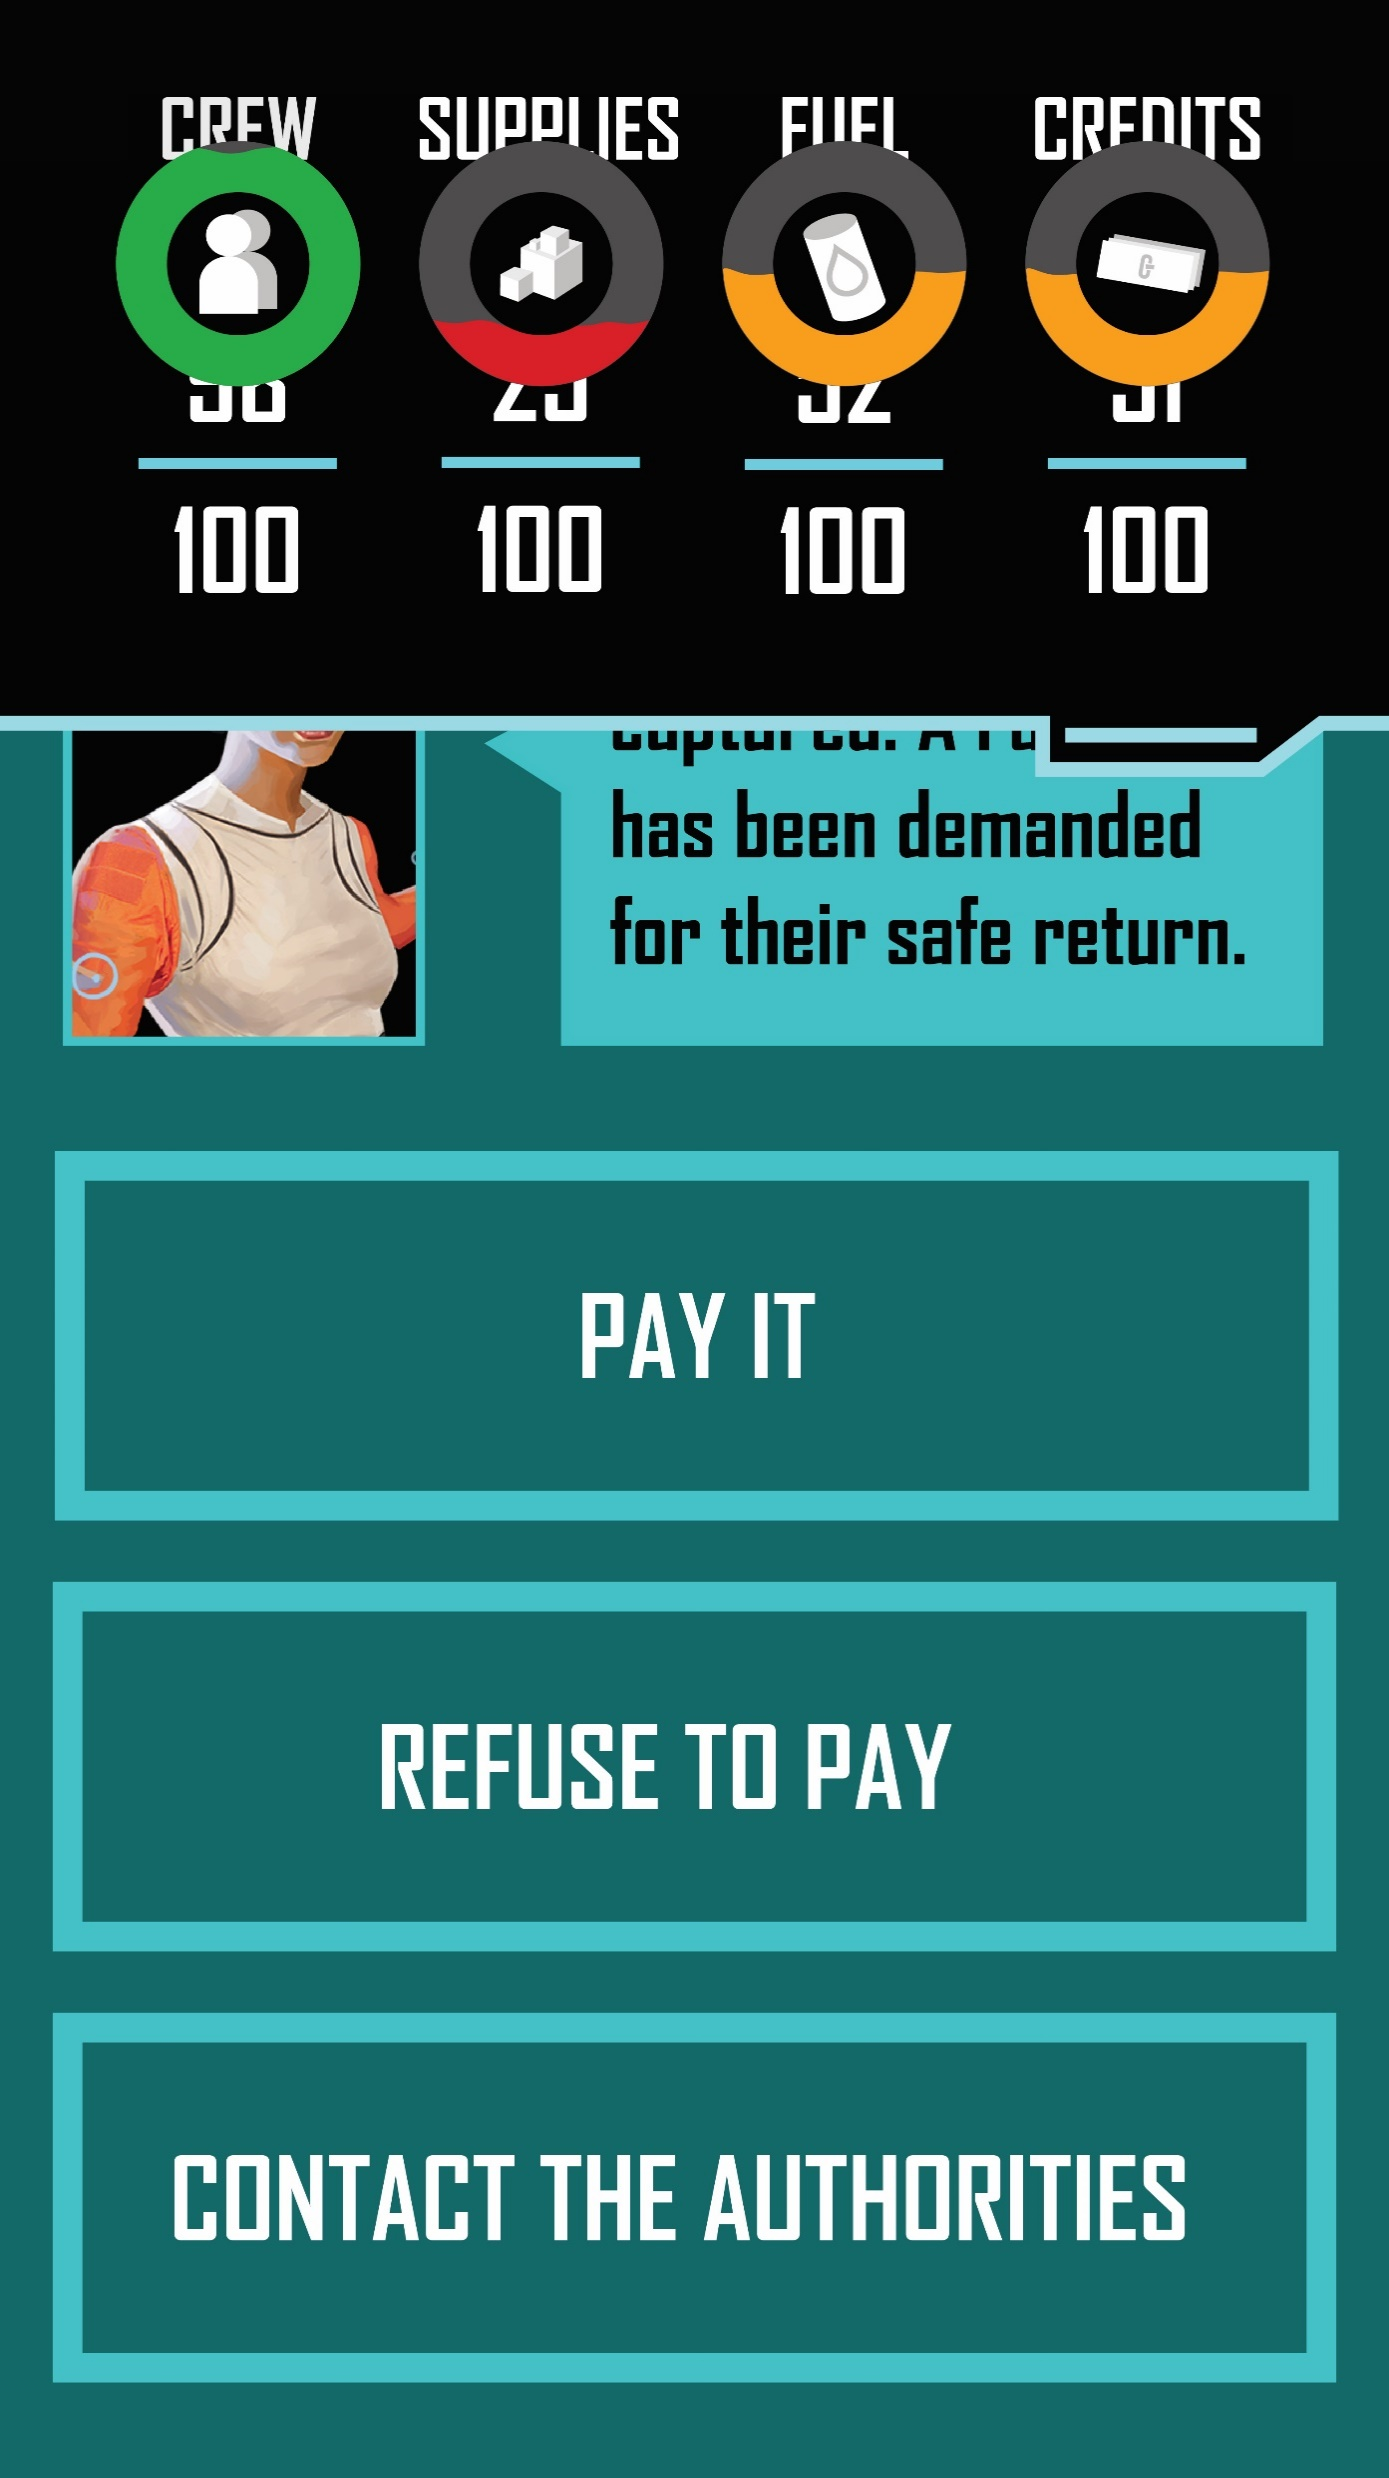 CREW SUPPLIES FUEL CREDITS
100 100 100 100
has been demanded
for their safe return.
PAY IT
REFUSE TO PAY
CONTACT THE AUTHORITIES